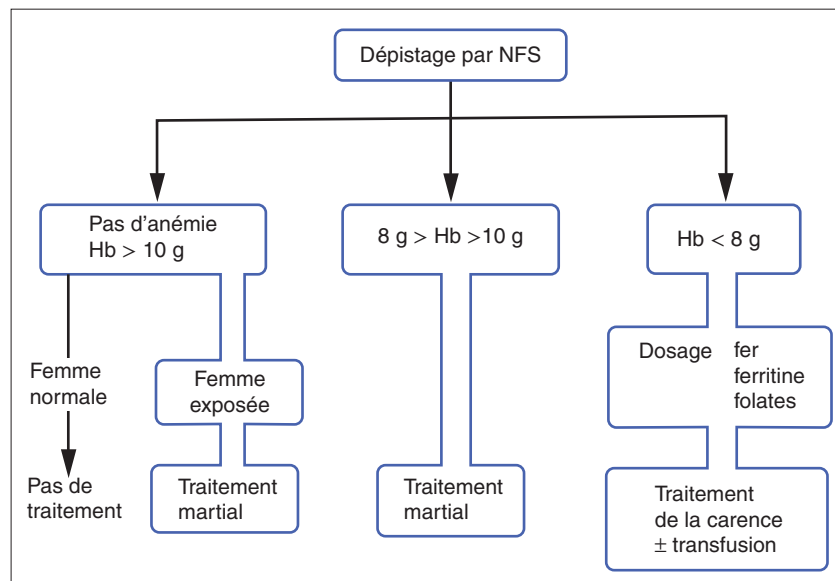 Dépistage par NFS
Pas d'anémie
Hb > 10 g
8 g > Hb >10 g
Hb < 8 g
Femme
normale
Femme
exposée
Dosage fer
ferritine
folates
Pas de
traitement
Traitement
martial
Traitement
martial
Traitement
de la carence
± transfusion